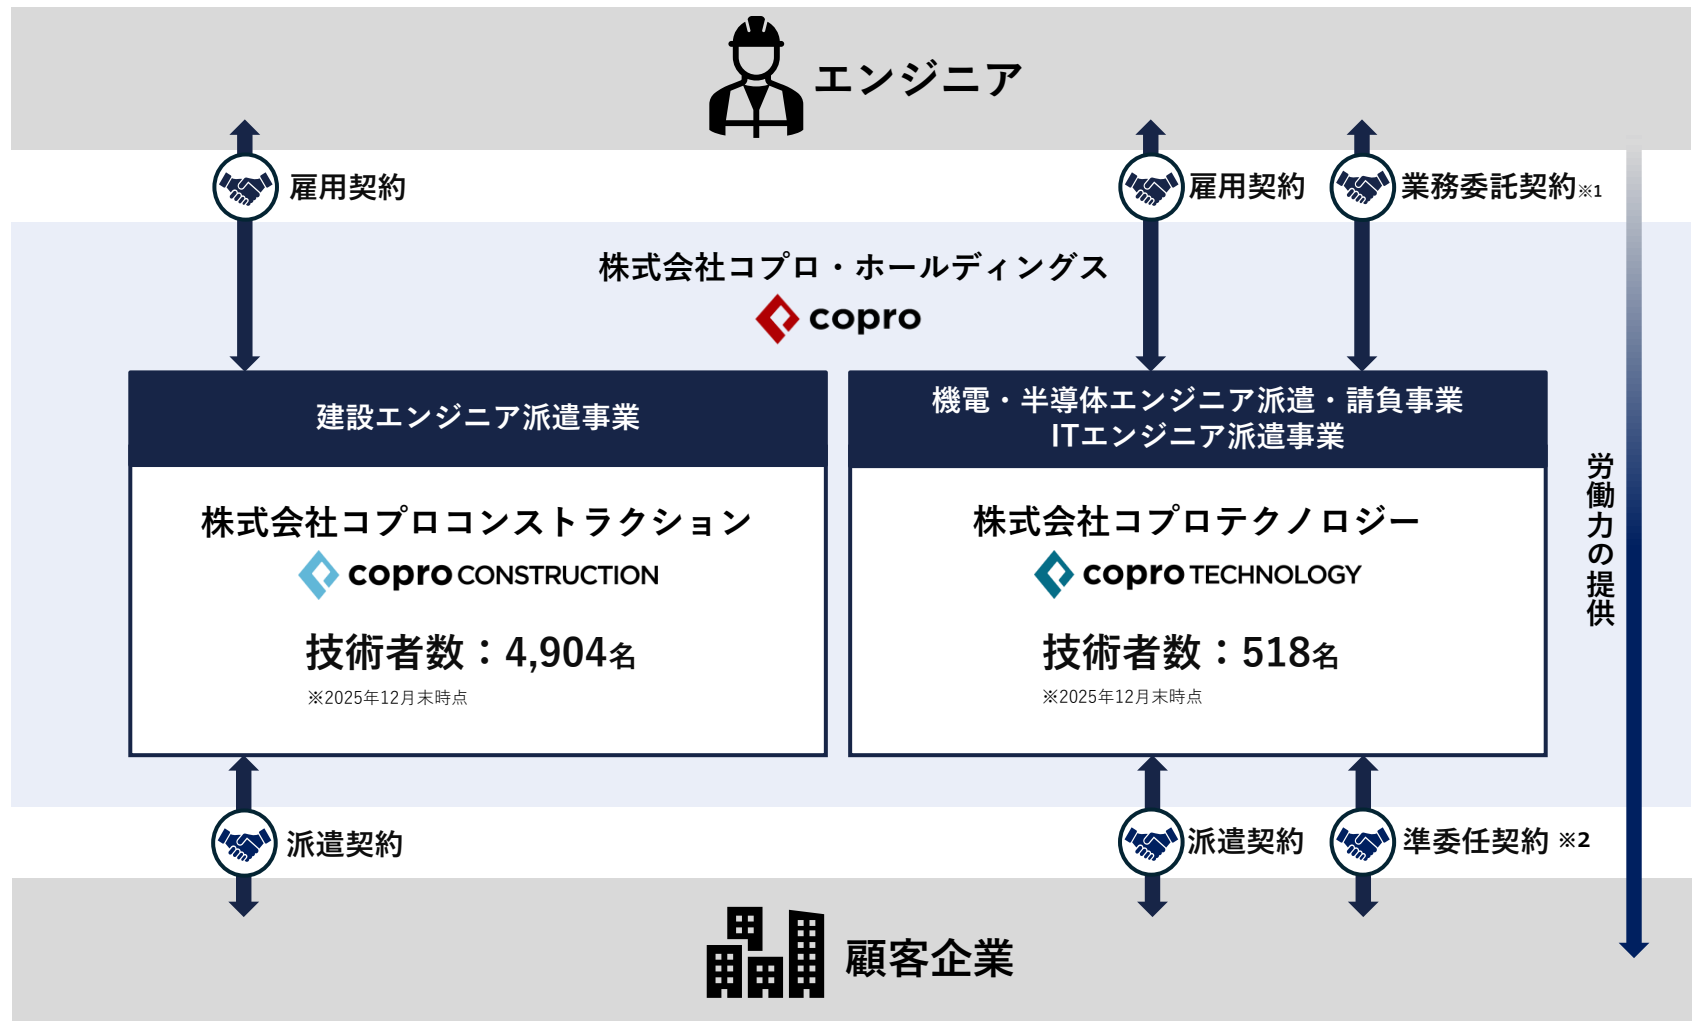 エンジニア
雇用契約
雇用契約
業務委託契約※1
株式会社コプロ・ホールディングス
copro
建設エンジニア派遣事業
機電・半導体エンジニア派遣・請負事業
ITエンジニア派遣事業
株式会社コプロコンストラクション
copro CONSTRUCTION
技術者数：4,904名
※2025年12月末時点
株式会社コプロテクノロジー
copro TECHNOLOGY
技術者数：518名
※2025年12月末時点
労働力の提供
派遣契約
派遣契約
準委任契約 ※2
顧客企業